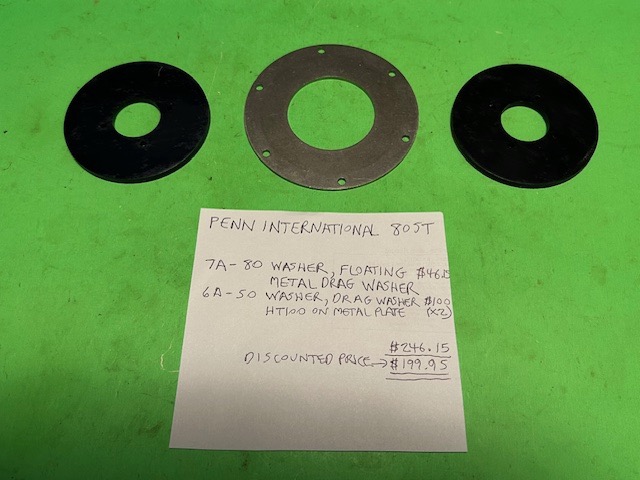 PENN INTERNATIONAL 80ST
7A-80 WASHER, FLOATING $46.15
METAL DRAG WASHER
6A-50 WASHER, DRAG WASHER $100
HT100 ON METAL PLATE (X2)
$246.15
DISCOUNTED PRICE → $199.95